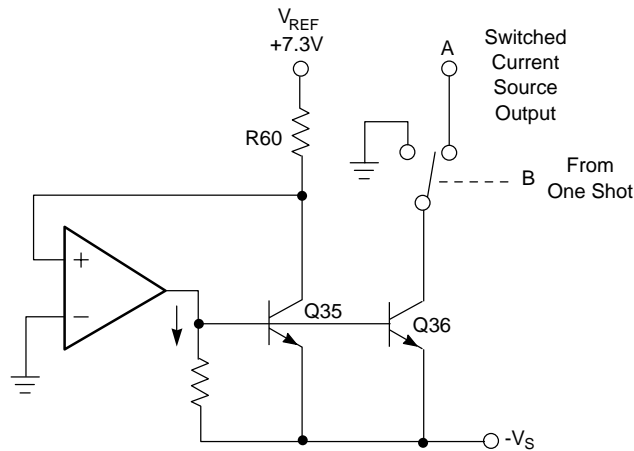 V_REF
+7.3V
A
Switched
Current
Source
Output
R60
B
From
One Shot
+
−
Q35
Q36
-V_S